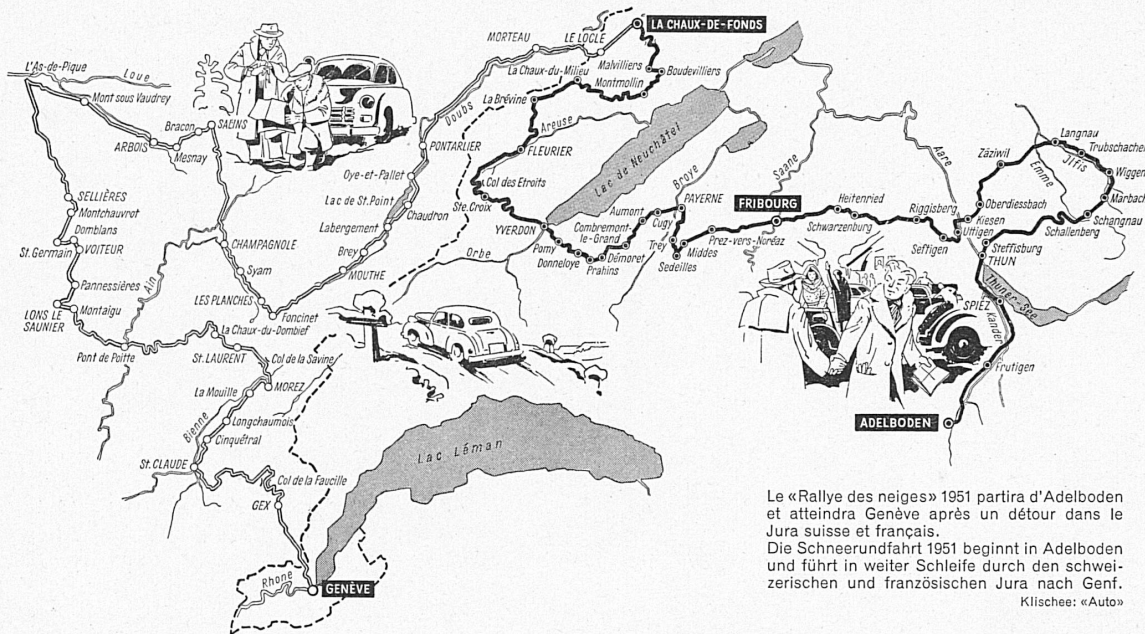 LA CHAUX-DE-FONDS
MORTEAU
LE LOCLE
L'As-de-Pique
Loue
Malvilliers
La Chaux-du-Milieu
Boudevilliers
Montmollin
Mont sous Vaudrey
La Brévine
Doubs
Bracon
SALINS
Areuse
ARBOIS
Mesnay
PONTARLIER
FLEURIER
Lac de Neuchâtel
Broye
Saane
Aare
Langnau
Trubschachen
Zäziwil
Emme
Ilfis
Wiggen
Oye-et-Pallet
Col des Etroits
Marbach
SELLIÈRES
Lac de St. Point
Ste. Croix
Aumont
PAYERNE
FRIBOURG
Heitenried
Oberdiessbach
Montchauvrot
Chaudron
Cugy
Riggisberg
Kiesen
Schangnau
Domblans
Labergement
YVERDON
Combremont-
le-Grand
Schwarzenburg
Uttigen
Schallenberg
St. Germain
VOITEUR
CHAMPAGNOLE
Brey
Orbe
Pomy
Trey
Middes
Prez-vers-Noréaz
Seftigen
Steffisburg
Donneloye
Démoret
Sedeilles
THUN
Pannessières
Ain
Syam
MOUTHE
Prahins
Thuner-See
LONS LE
SAUNIER
Montaigu
LES PLANCHES
Foncinet
SPIEZ
Kander
La Chaux-du-Dombief
Pont de Poitte
St. LAURENT
Col de la Savine
Frutigen
La Mouille
MOREZ
Bienne
Longchaumois
Cinquétral
ADELBODEN
St. CLAUDE
Lac Léman
Col de la Faucille
GEX
Rhone
GENÈVE
Le «Rallye des neiges» 1951 partira d'Adelboden
et atteindra Genève après un détour dans le
Jura suisse et français.
Die Schneerundfahrt 1951 beginnt in Adelboden
und führt in weiter Schleife durch den schwei-
zerischen und französischen Jura nach Genf.
Klischee: «Auto»